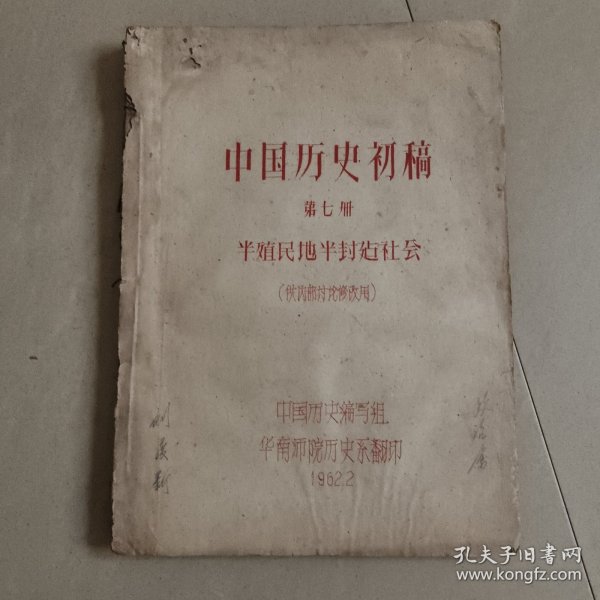 中国历史初稿
第七册
半殖民地半封建社会
(供内部讨论修改用)
中国历史编写组
华南师院历史系翻印
1962.2
孔夫子旧书网
www.kongfz.com